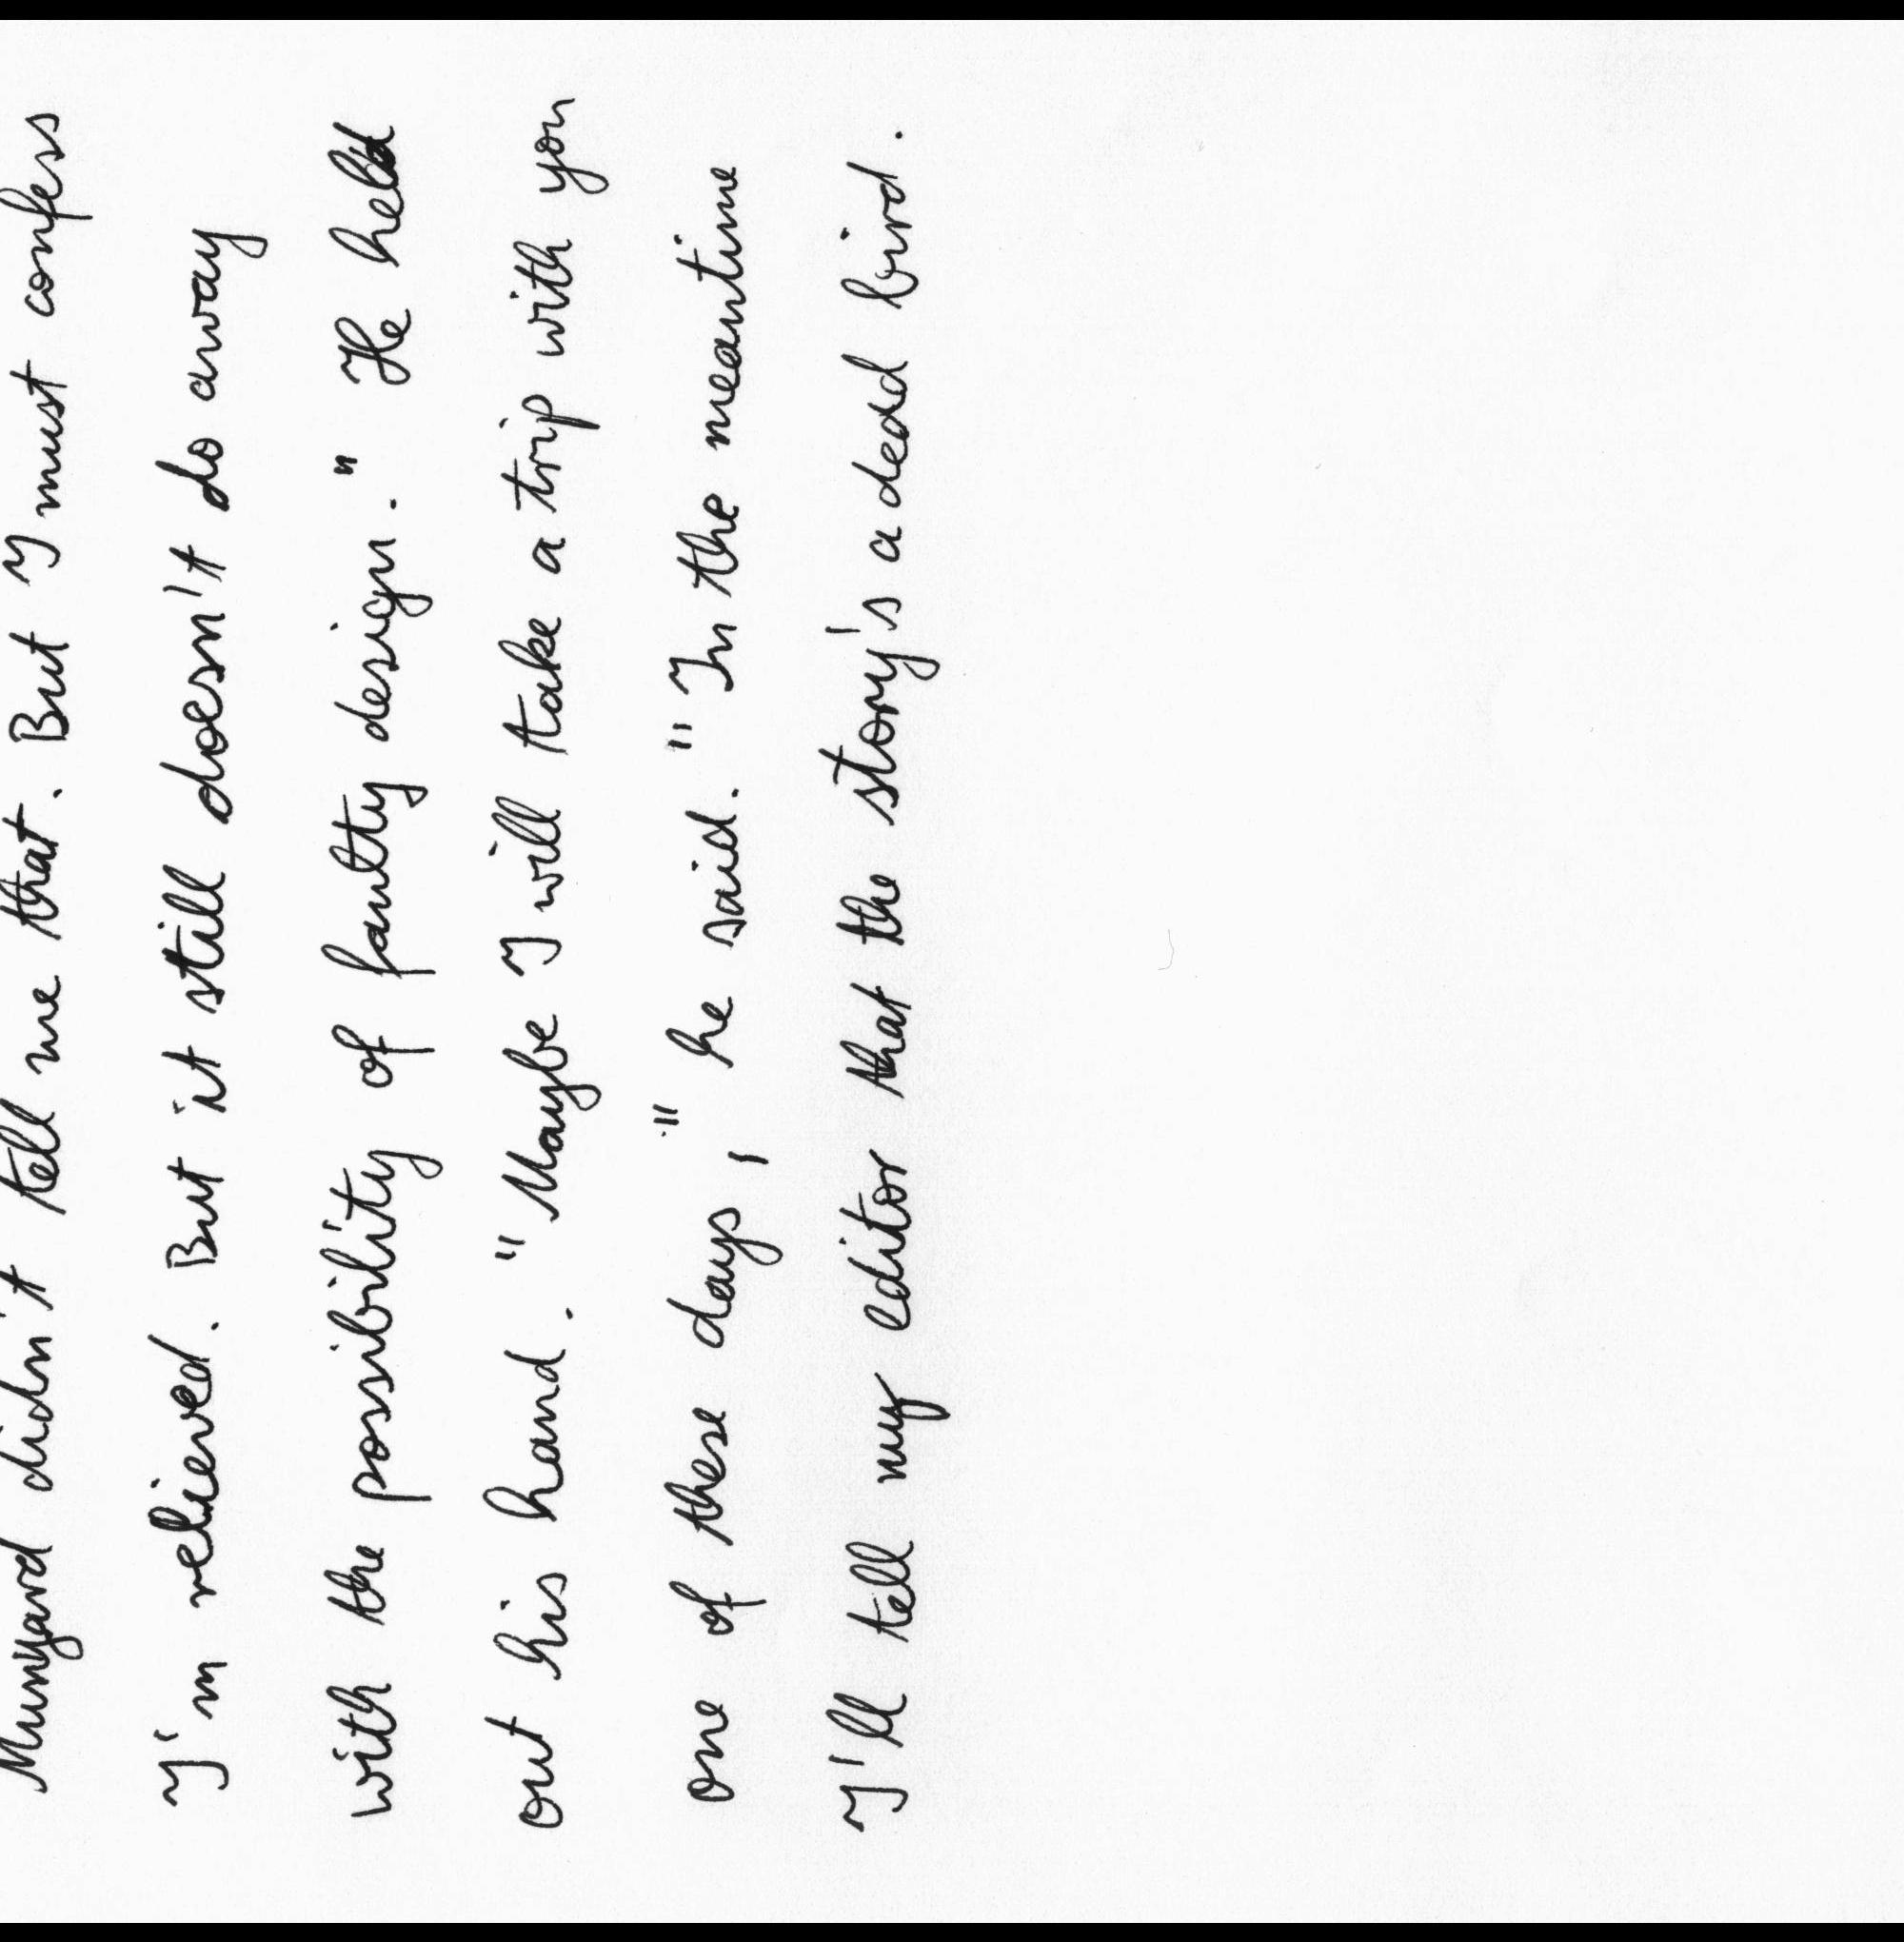 Munyard didn't tell me that. But I must confess
I'm relieved. But it still doesn't do away
with the possibility of faulty design." He held
out his hand. "Maybe I will take a trip with you
one of these days," he said. "In the meantime
I'll tell my editor that the story's a dead bird.